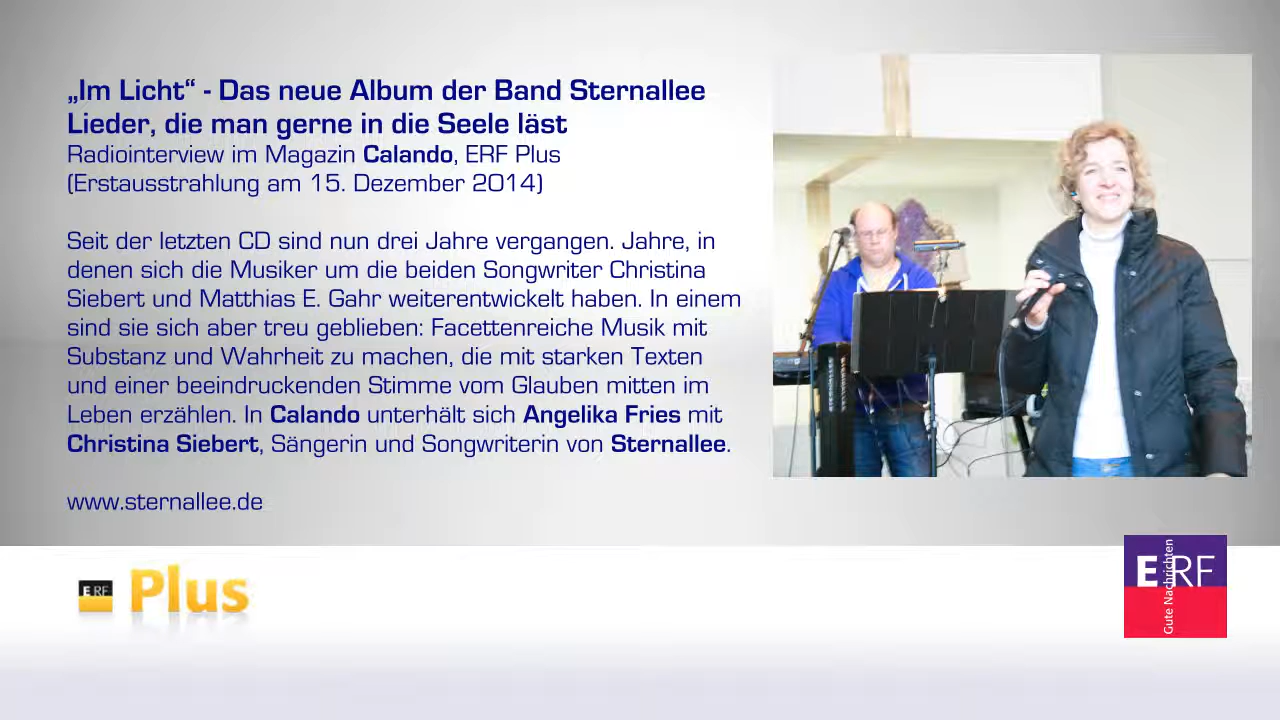 „Im Licht“ - Das neue Album der Band Sternallee
Lieder, die man gerne in die Seele läst
Radiointerview im Magazin Calando, ERF Plus
(Erstausstrahlung am 15. Dezember 2014)
Seit der letzten CD sind nun drei Jahre vergangen. Jahre, in
denen sich die Musiker um die beiden Songwriter Christina
Siebert und Matthias E. Gahr weiterentwickelt haben. In einem
sind sie sich aber treu geblieben: Facettenreiche Musik mit
Substanz und Wahrheit zu machen, die mit starken Texten
und einer beeindruckenden Stimme vom Glauben mitten im
Leben erzählen. In Calando unterhält sich Angelika Fries mit
Christina Siebert, Sängerin und Songwriterin von Sternallee.
www.sternallee.de
ERF Plus
ERF
Gute Nachrichten